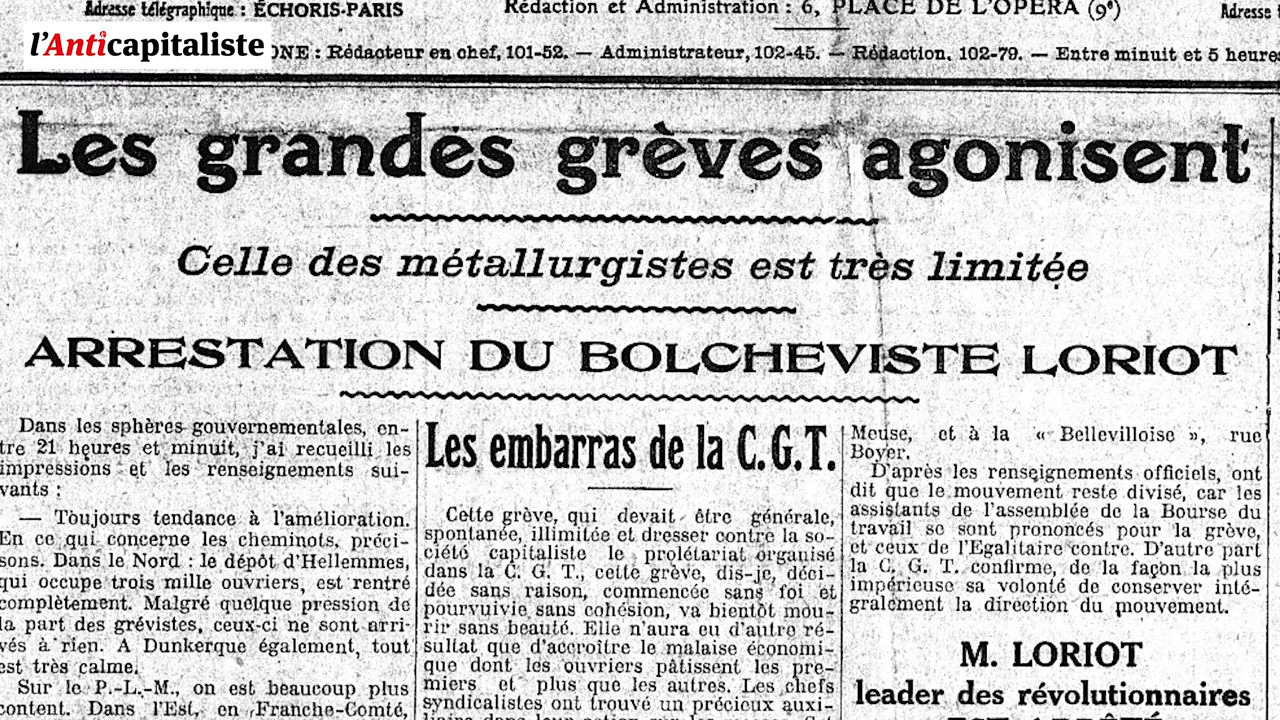 Adresse télégraphique : ÉCHORIS-PARIS
Rédaction et Administration : 6, PLACE DE L'OPÉRA (9e)
Adresse
l'Anticapitaliste
ONE : Rédacteur en chef, 101-52. — Administrateur, 102-45. — Rédaction. 102-79. — Entre minuit et 5 heures
Les grandes grèves agonisent
Celle des métallurgistes est très limitée
ARRESTATION DU BOLCHEVISTE LORIOT
Dans les sphères gouvernementales, en-
tre 21 heures et minuit, j'ai recueilli les
impressions et les renseignements sui-
vants :
— Toujours tendance à l'amélioration.
En ce qui concerne les cheminots, préci-
sons. Dans le Nord : le dépôt d'Hellemmes,
qui occupe trois mille ouvriers, est rentré
complètement. Malgré quelque pression de
la part des grévistes, ceux-ci ne sont arri-
vés à rien. A Dunkerque également, tout
est très calme.
Sur le P.-L.-M., on est beaucoup plus
content. Dans l'Est, en Franche-Comté,
Les embarras de la C.G.T.
Cette grève, qui devait être générale,
spontanée, illimitée et dresser contre la so-
ciété capitaliste le prolétariat organisé
dans la C. G. T., cette grève, dis-je, déci-
dée sans raison, commencée sans foi et
pourvuivie sans cohésion, va bientôt mou-
rir sans beauté. Elle n'aura eu d'autre ré-
sultat que d'accroître le malaise économi-
que dont les ouvriers pâtissent les pre-
miers et plus que les autres. Les chefs
syndicalistes ont trouvé un précieux auxi-
Meuse, et à la « Bellevilloise », rue
Boyer.
D'après les renseignements officiels, ont
dit que le mouvement reste divisé, car les
assistants de l'assemblée de la Bourse du
travail se sont prononcés pour la grève,
et ceux de l'Egalitaire contre. D'autre part
la C. G. T. confirme, de la façon la plus
impérieuse sa volonté de conserver inté-
gralement la direction du mouvement.
M. LORIOT
leader des révolutionnaires
EST ARRÊTÉ